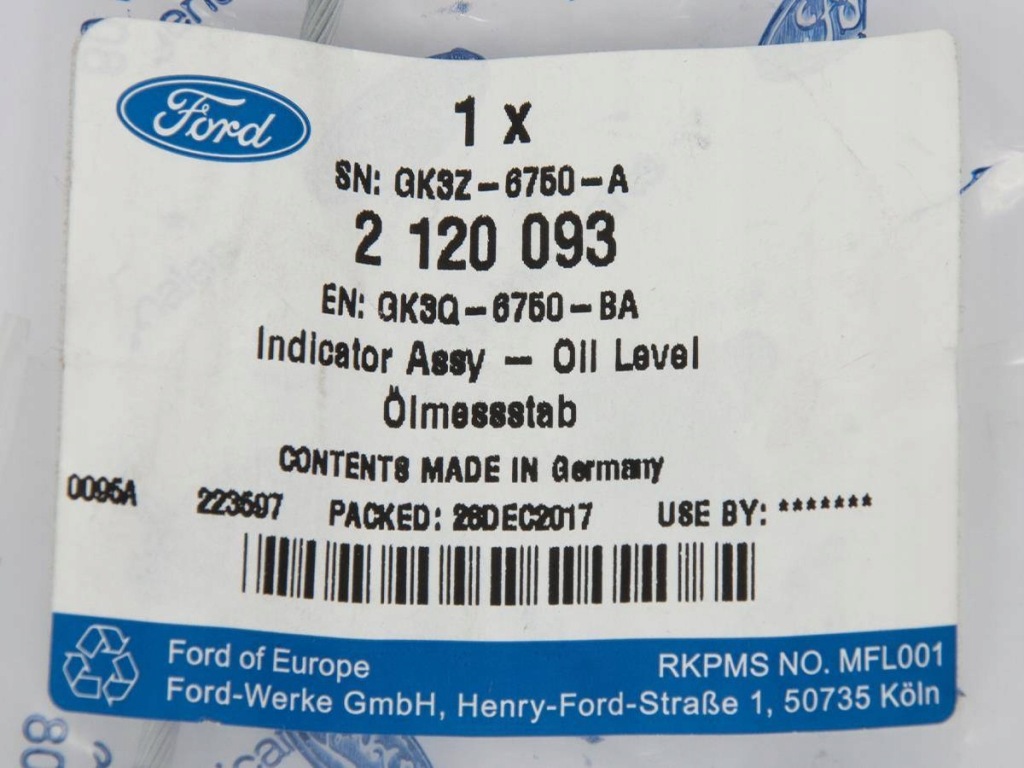 Ford
1 x
SN: GK3Z-6750-A
2 120 093
EN: GK3Q-6750-BA
Indicator Assy - Oil Level
Ölmessstab
CONTENTS MADE IN Germany
0095A 223597 PACKED: 28DEC2017 USE BY: *******
Ford of Europe
RKPMS NO. MFL001
Ford-Werke GmbH, Henry-Ford-Straße 1, 50735 Köln